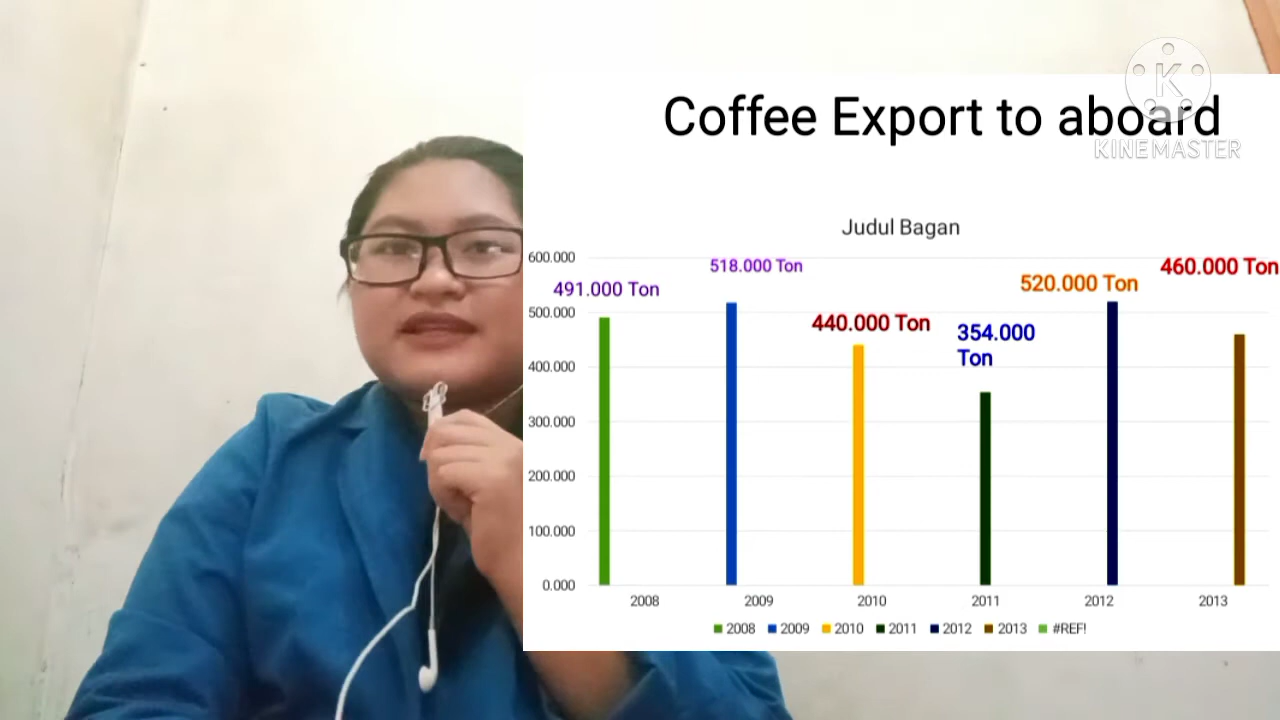 Coffee Export to aboard
K
KINEMASTER
Judul Bagan
600.000
500.000
400.000
300.000
200.000
100.000
0.000
491.000 Ton
518.000 Ton
440.000 Ton
354.000
Ton
520.000 Ton
460.000 Ton
2008 2009 2010 2011 2012 2013
2008 2009 2010 2011 2012 2013 #REF!